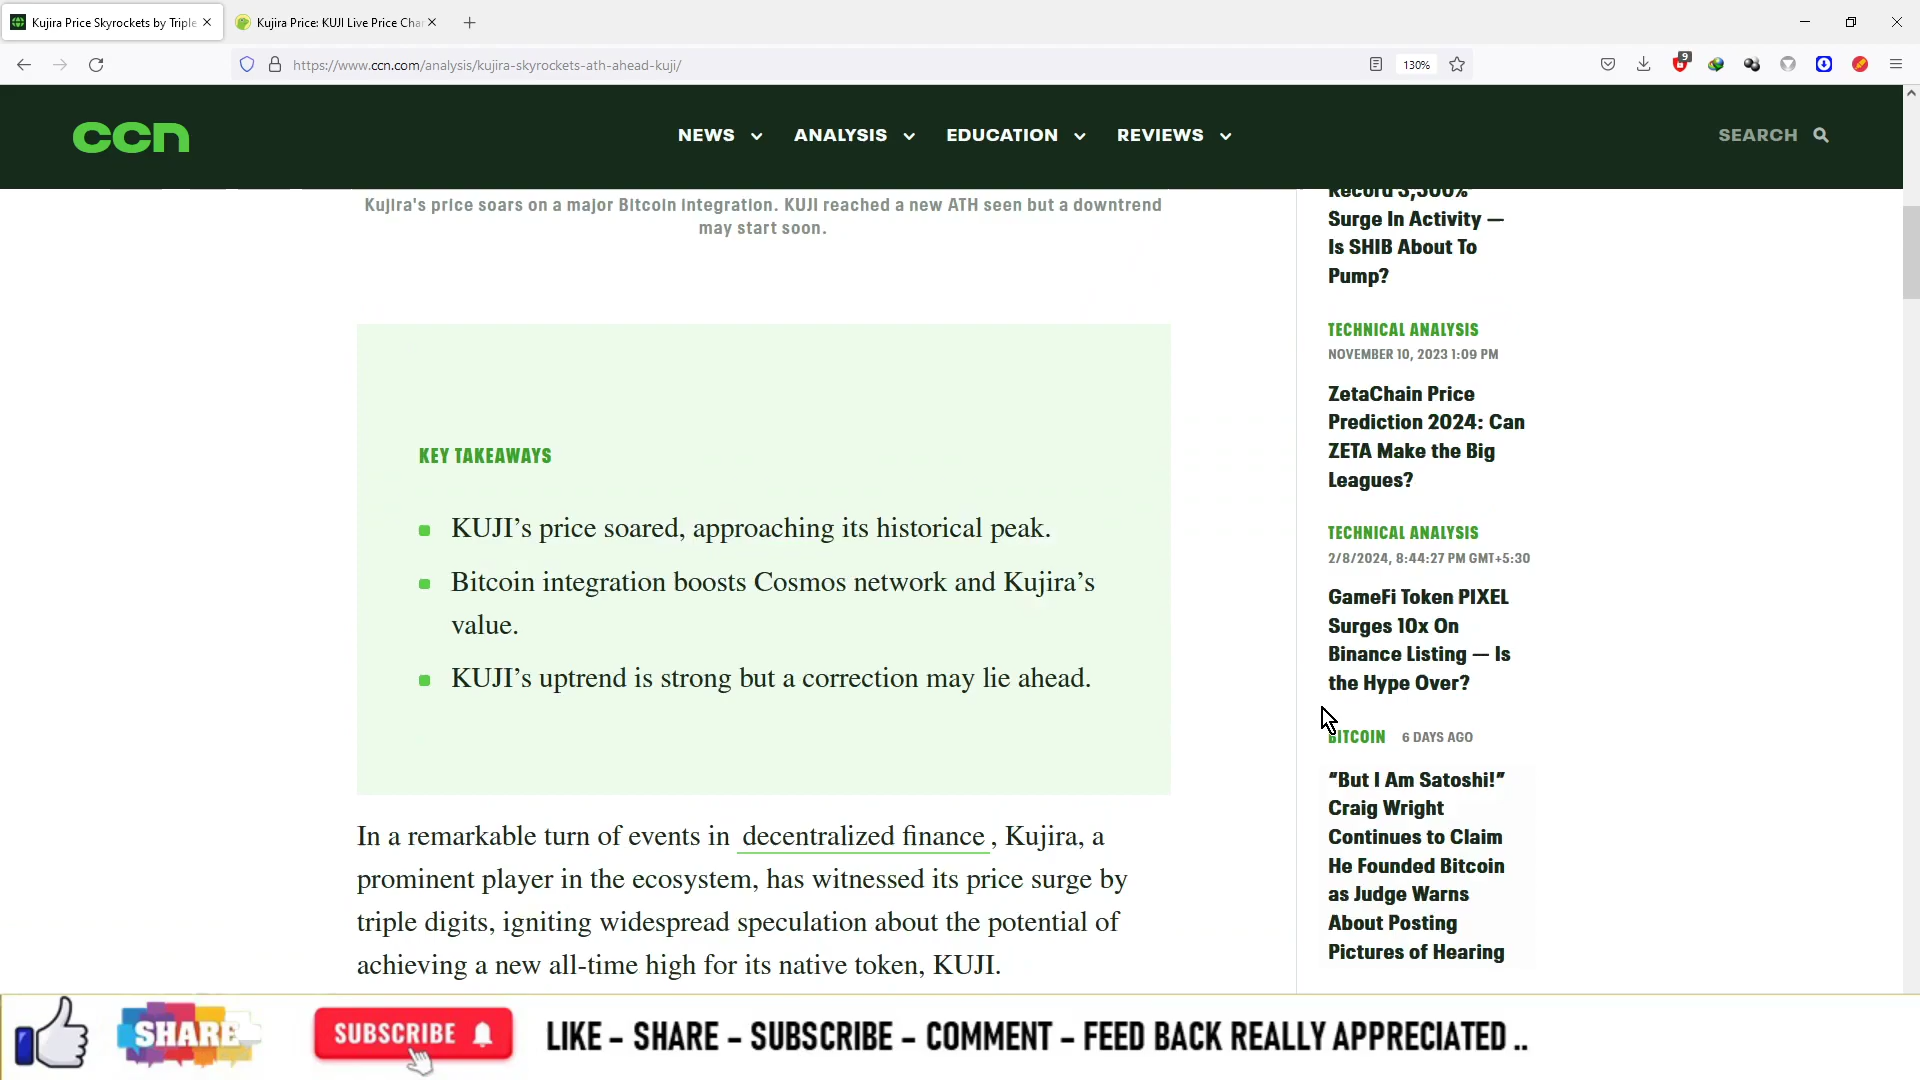 Kujira Price Skyrockets by Triple
Kujira Price: KUJI Live Price Cha
https://www.ccn.com/analysis/kujira-skyrockets-ath-ahead-kuji/
130%
9
ccn
NEWS
ANALYSIS
EDUCATION
REVIEWS
SEARCH
Kujira's price soars on a major Bitcoin integration. KUJI reached a new ATH seen but a downtrend
may start soon.
KEY TAKEAWAYS
KUJI’s price soared, approaching its historical peak.
Bitcoin integration boosts Cosmos network and Kujira’s
value.
KUJI’s uptrend is strong but a correction may lie ahead.
In a remarkable turn of events in decentralized finance , Kujira, a
prominent player in the ecosystem, has witnessed its price surge by
triple digits, igniting widespread speculation about the potential of
achieving a new all-time high for its native token, KUJI.
Record 3,300%
Surge In Activity —
Is SHIB About To
Pump?
TECHNICAL ANALYSIS
NOVEMBER 10, 2023 1:09 PM
ZetaChain Price
Prediction 2024: Can
ZETA Make the Big
Leagues?
TECHNICAL ANALYSIS
2/8/2024, 8:44:27 PM GMT+5:30
GameFi Token PIXEL
Surges 10x On
Binance Listing — Is
the Hype Over?
BITCOIN 6 DAYS AGO
“But I Am Satoshi!”
Craig Wright
Continues to Claim
He Founded Bitcoin
as Judge Warns
About Posting
Pictures of Hearing
SHARE
SUBSCRIBE
LIKE – SHARE – SUBSCRIBE – COMMENT – FEED BACK REALLY APPRECIATED ..